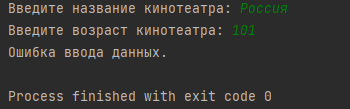 Введите название кинотеатра: Россия
Введите возраст кинотеатра: 101
Ошибка ввода данных.
Process finished with exit code 0